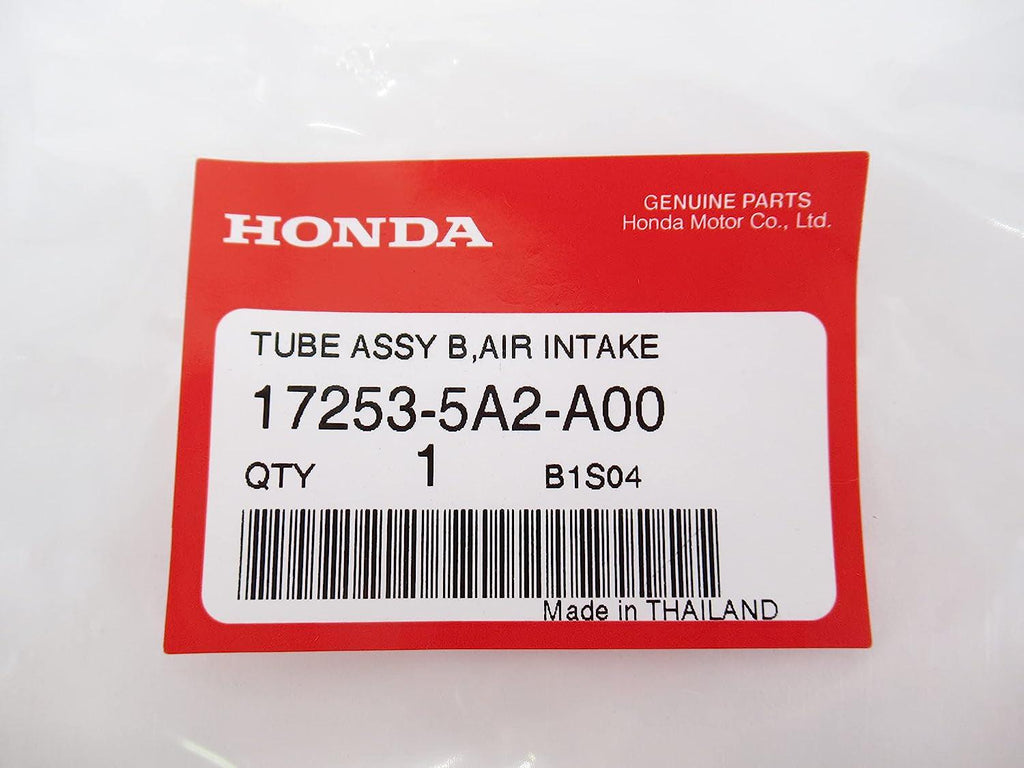 HONDA
GENUINE PARTS
Honda Motor Co., Ltd.
TUBE ASSY B,AIR INTAKE
17253-5A2-A00
QTY 1 B1S04
Made in THAILAND